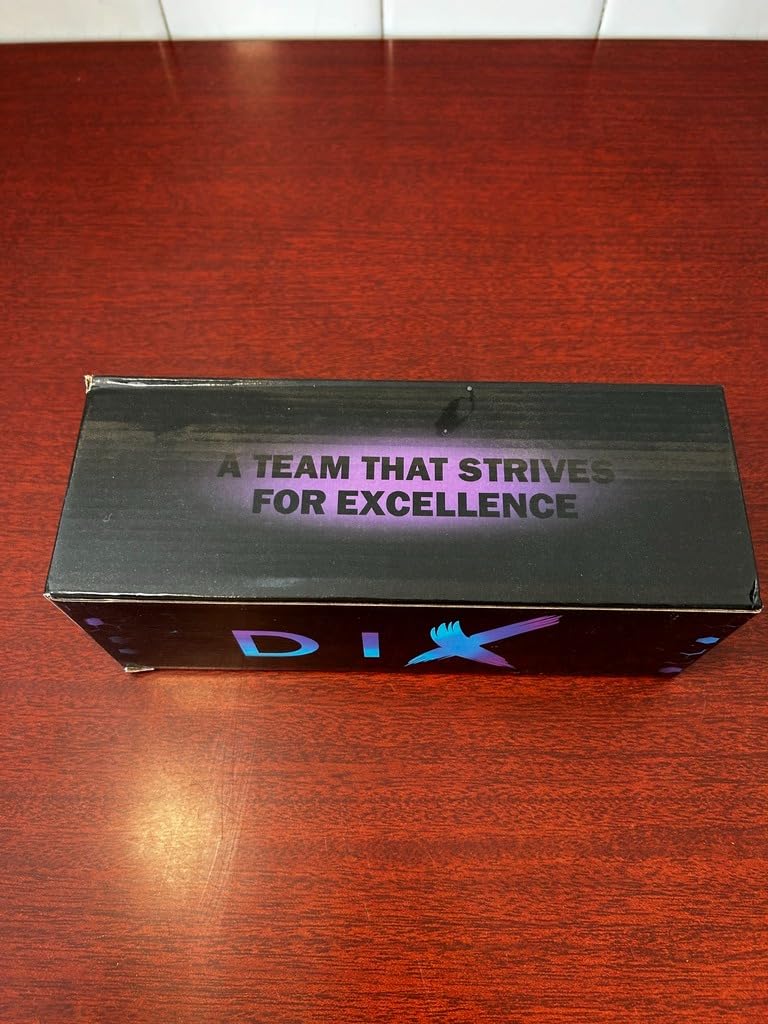 A TEAM THAT STRIVES
FOR EXCELLENCE
DIX